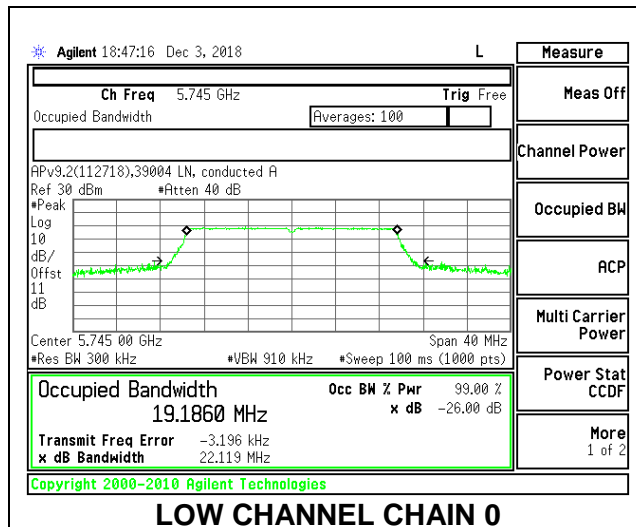 Agilent 18:47:16 Dec 3, 2018 L
Measure
Ch Freq 5.745 GHz Trig Free
Meas Off
Occupied Bandwidth Averages: 100
Channel Power
APv9.2(112718),39004 LN, conducted A
Ref 30 dBm #Atten 40 dB
#Peak
Occupied BW
Log
10
dB/
ACP
Offst
11
dB
Multi Carrier
Power
Center 5.745 00 GHz Span 40 MHz
#Res BW 300 kHz #VBW 910 kHz #Sweep 100 ms (1000 pts)
Power Stat
CCDF
Occupied Bandwidth Occ BW % Pwr 99.00 %
19.1860 MHz x dB -26.00 dB
Transmit Freq Error -3.196 kHz
x dB Bandwidth 22.119 MHz
More
1 of 2
Copyright 2000-2010 Agilent Technologies
LOW CHANNEL CHAIN 0